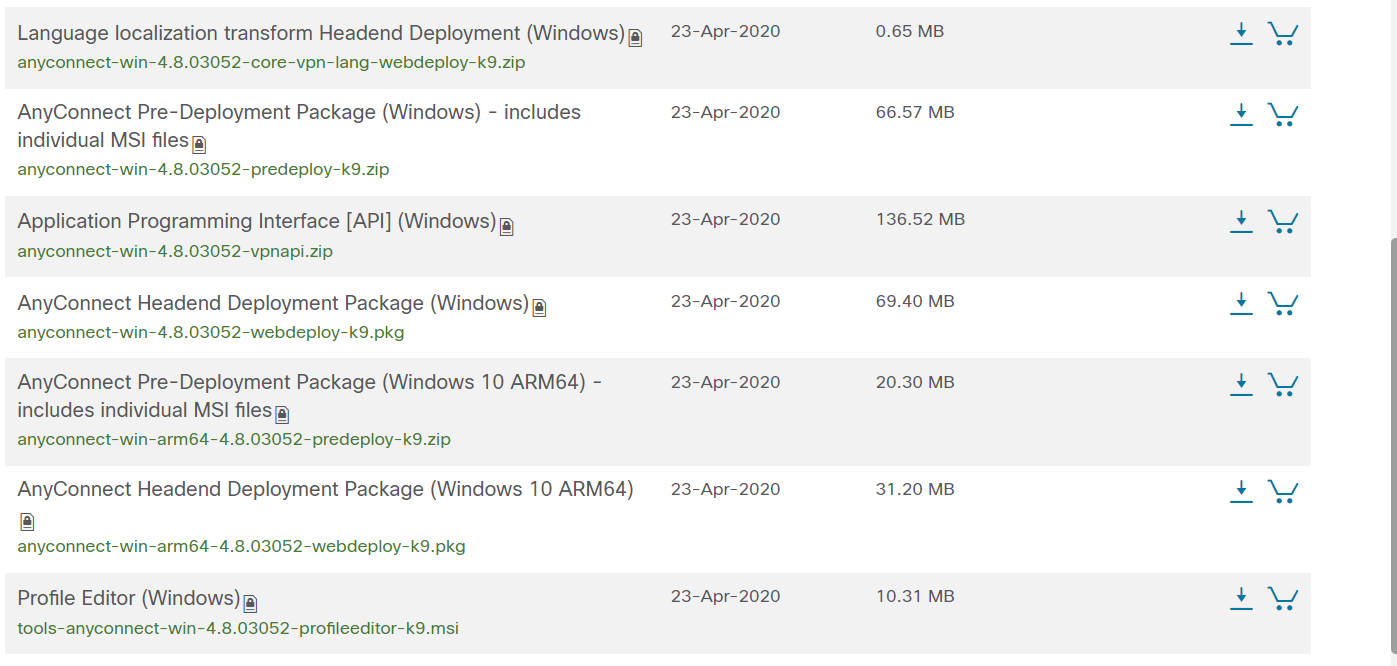 Language localization transform Headend Deployment (Windows) 23-Apr-2020 0.65 MB
anyconnect-win-4.8.03052-core-vpn-lang-webdeploy-k9.zip
AnyConnect Pre-Deployment Package (Windows) - includes 23-Apr-2020 66.57 MB
individual MSI files
anyconnect-win-4.8.03052-predeploy-k9.zip
Application Programming Interface [API] (Windows) 23-Apr-2020 136.52 MB
anyconnect-win-4.8.03052-vpnapi.zip
AnyConnect Headend Deployment Package (Windows) 23-Apr-2020 69.40 MB
anyconnect-win-4.8.03052-webdeploy-k9.pkg
AnyConnect Pre-Deployment Package (Windows 10 ARM64) - 23-Apr-2020 20.30 MB
includes individual MSI files
anyconnect-win-arm64-4.8.03052-predeploy-k9.zip
AnyConnect Headend Deployment Package (Windows 10 ARM64) 23-Apr-2020 31.20 MB
anyconnect-win-arm64-4.8.03052-webdeploy-k9.pkg
Profile Editor (Windows) 23-Apr-2020 10.31 MB
tools-anyconnect-win-4.8.03052-profileeditor-k9.msi